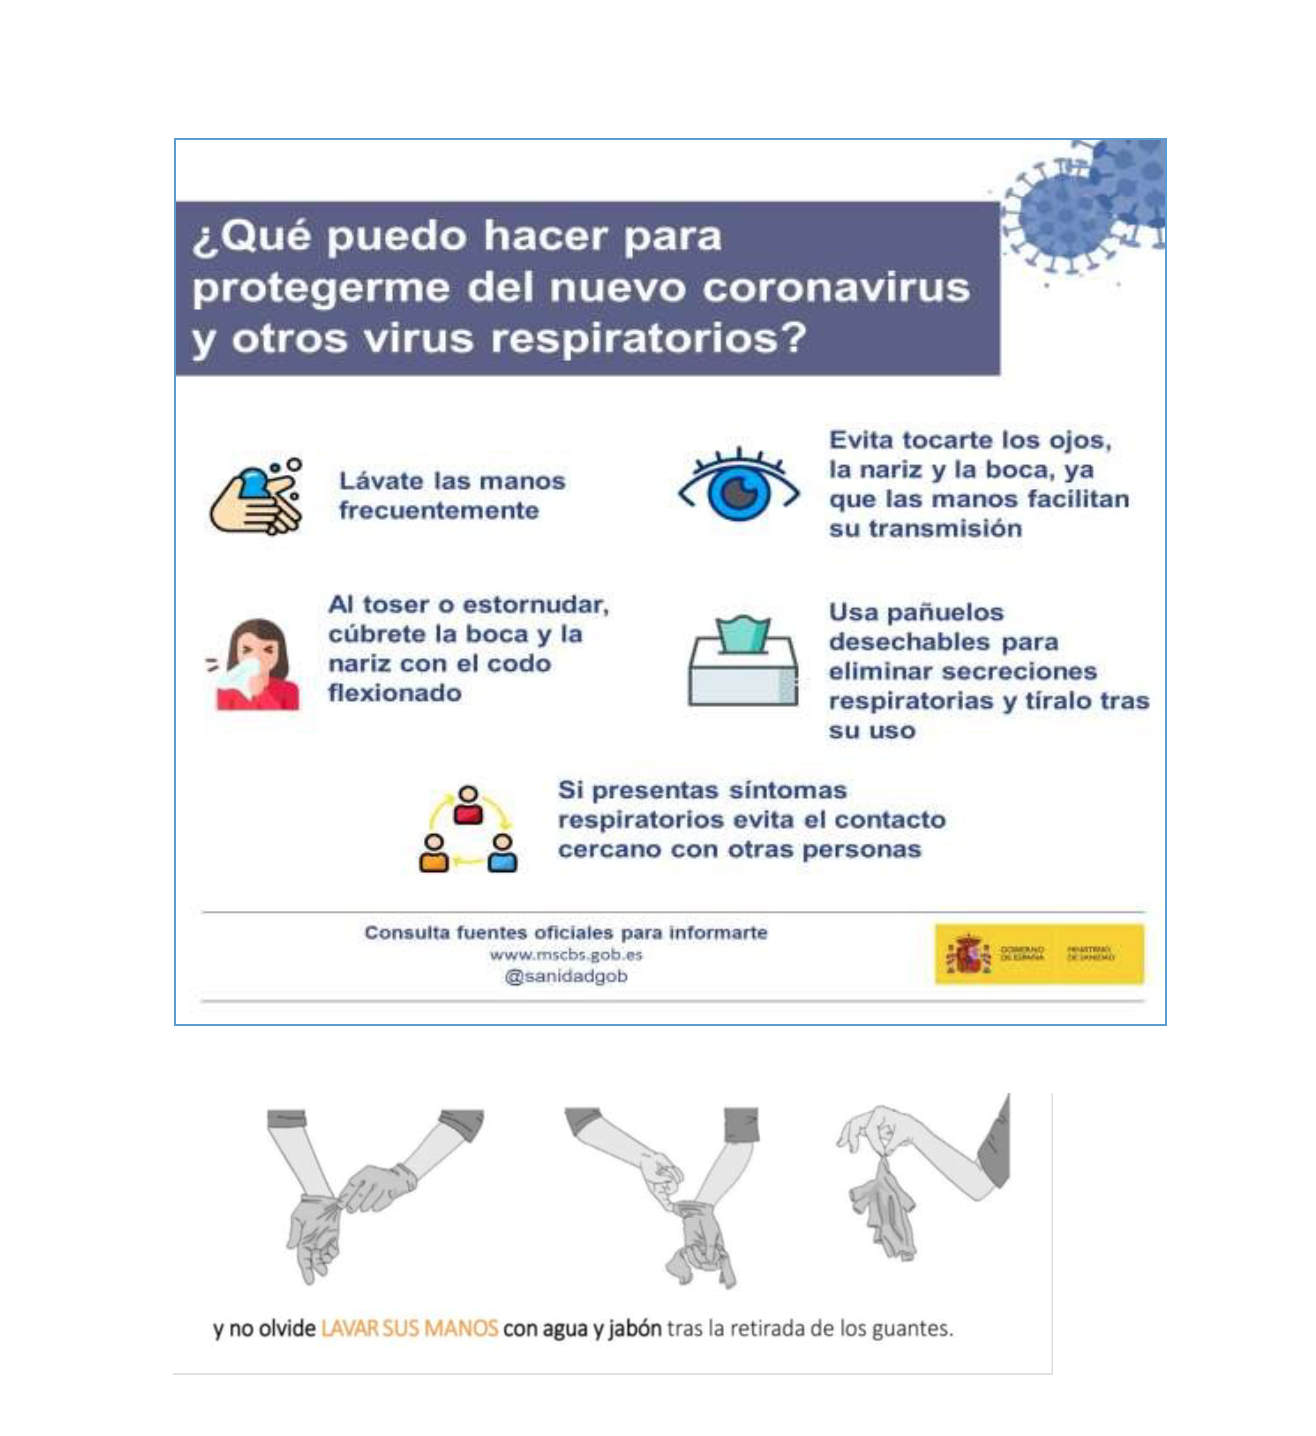 ¿Qué puedo hacer para
protegerme del nuevo coronavirus
y otros virus respiratorios?
Lávate las manos
frecuentemente
Evita tocarte los ojos,
la nariz y la boca, ya
que las manos facilitan
su transmisión
Al toser o estornudar,
cúbrete la boca y la
nariz con el codo
flexionado
Usa pañuelos
desechables para
eliminar secreciones
respiratorias y tíralo tras
su uso
Si presentas síntomas
respiratorios evita el contacto
cercano con otras personas
Consulta fuentes oficiales para informarte
www.mscbs.gob.es
@sanidadgob
GOBIERNO
DE ESPAÑA
MINISTERIO
DE SANIDAD
y no olvide LAVAR SUS MANOS con agua y jabón tras la retirada de los guantes.